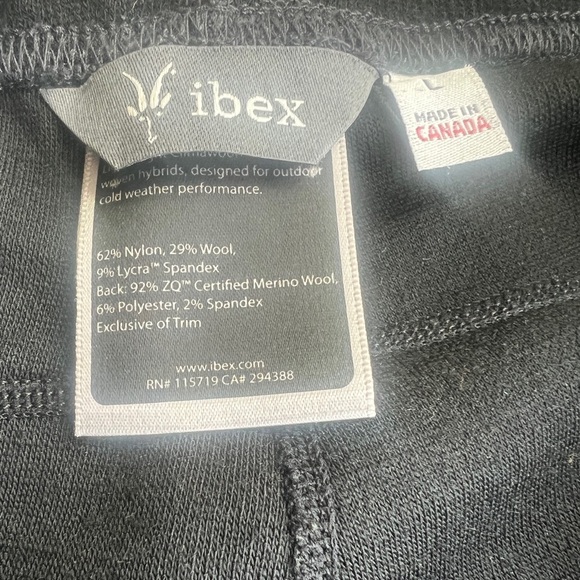 ibex
L
MADE IN
CANADA
woven hybrids, designed for outdoor
cold weather performance.
62% Nylon, 29% Wool,
9% Lycra™ Spandex
Back: 92% ZQ™ Certified Merino Wool,
6% Polyester, 2% Spandex
Exclusive of Trim
www.ibex.com
RN# 115719 CA# 294388